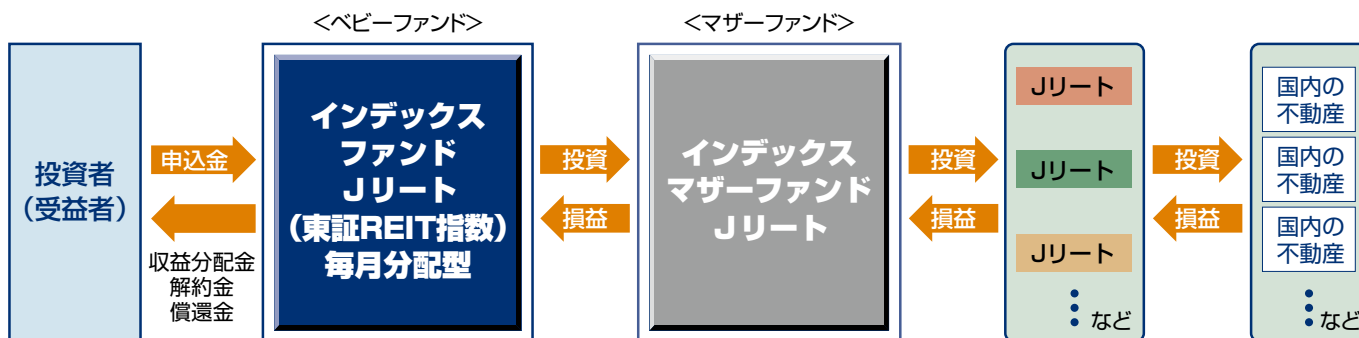 <ベビーファンド>
<マザーファンド>
投資者
(受益者)
申込金
収益分配金
解約金
償還金
インデックス
ファンド
Jリート
(東証REIT指数)
毎月分配型
投資
損益
インデックス
マザーファンド
Jリート
投資
損益
Jリート
Jリート
Jリート
など
投資
損益
国内の
不動産
国内の
不動産
国内の
不動産
など